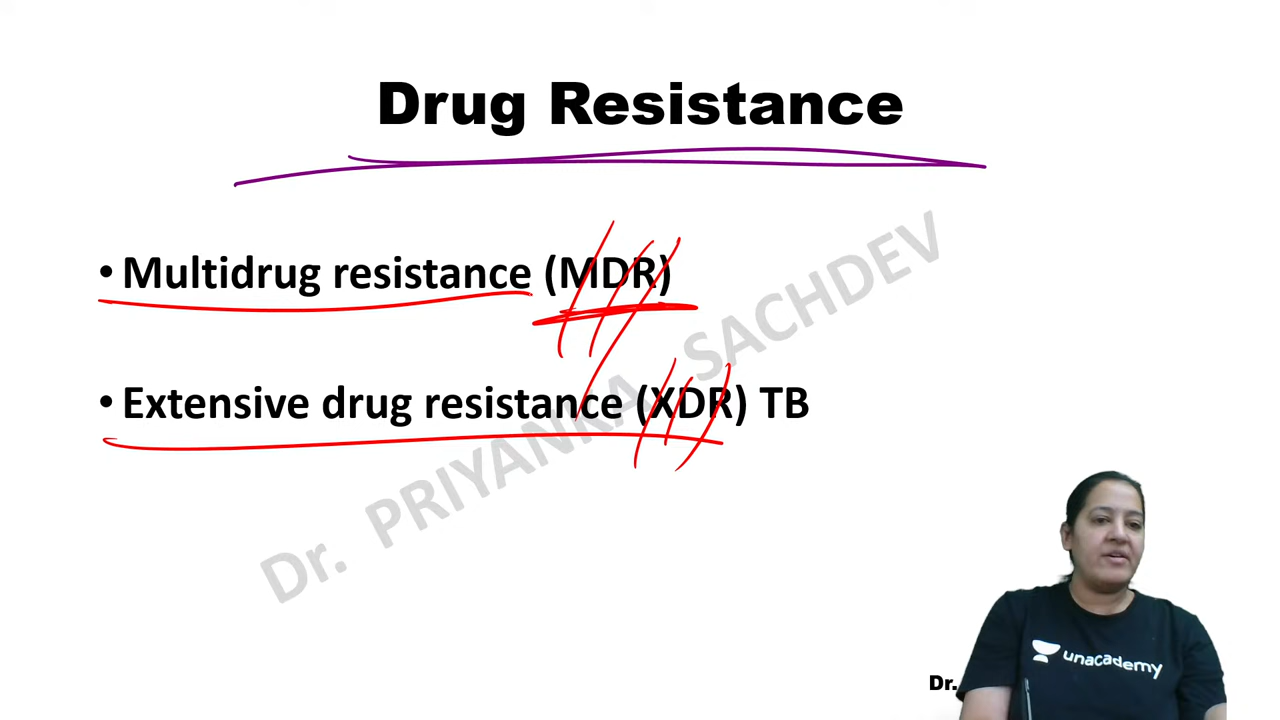 Drug Resistance
• Multidrug resistance (MDR)
• Extensive drug resistance (XDR) TB
Dr. PRIYANKA SACHDEV
unacademy
Dr.